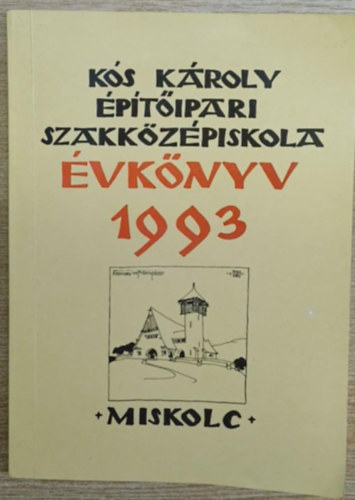 KÓS KÁROLY
ÉPÍTŐIPARI
SZAKKÖZÉPISKOLA
ÉVKÖNYV
1993
+ MISKOLC +